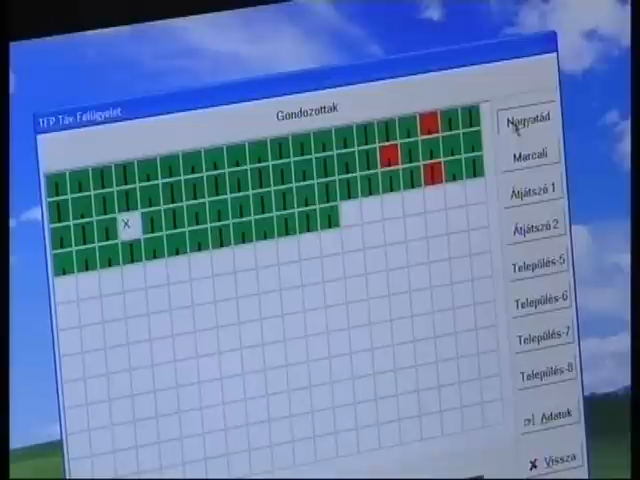 TFP Táv Felügyelet
Gondozottak
Nagyatád
Marcali
Átjátszó 1
Átjátszó 2
Település-5
Település-6
Település-7
Település-8
Adatok
X
Vissza
X